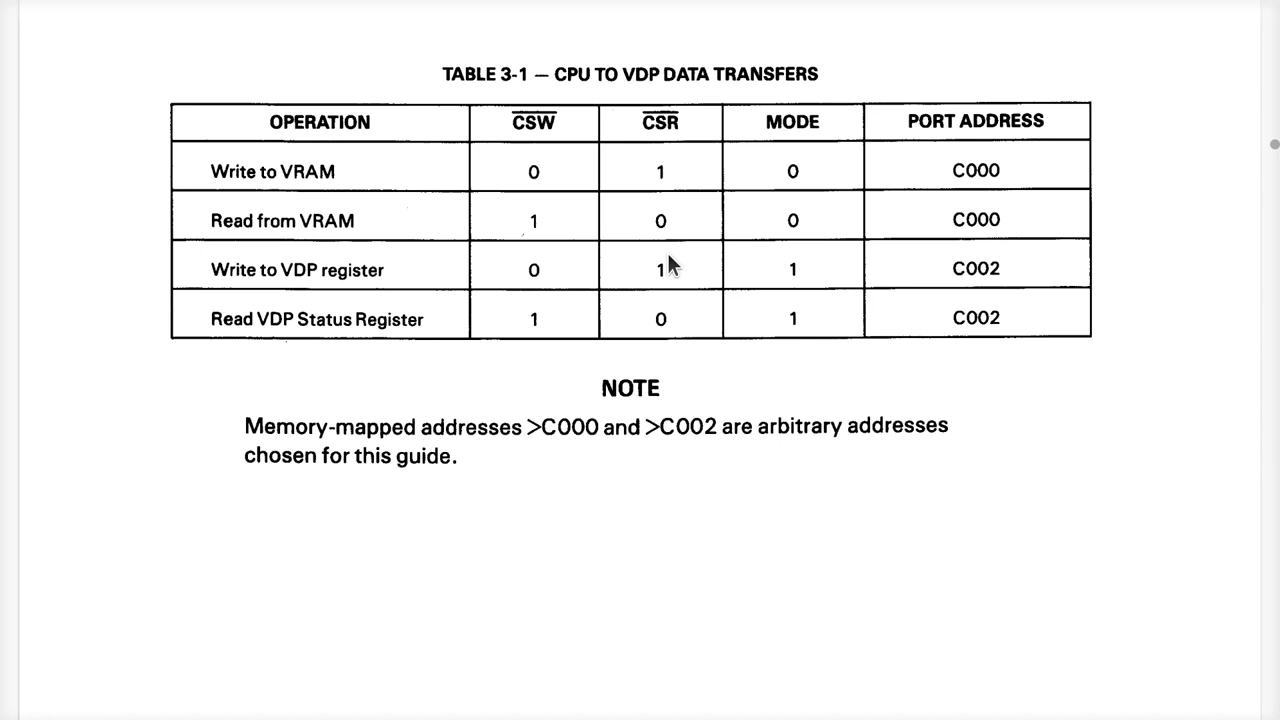 TABLE 3-1 — CPU TO VDP DATA TRANSFERS
OPERATION CSW CSR MODE PORT ADDRESS
Write to VRAM 0 1 0 C000
Read from VRAM 1 0 0 C000
Write to VDP register 0 1 1 C002
Read VDP Status Register 1 0 1 C002
NOTE
Memory-mapped addresses >C000 and >C002 are arbitrary addresses
chosen for this guide.